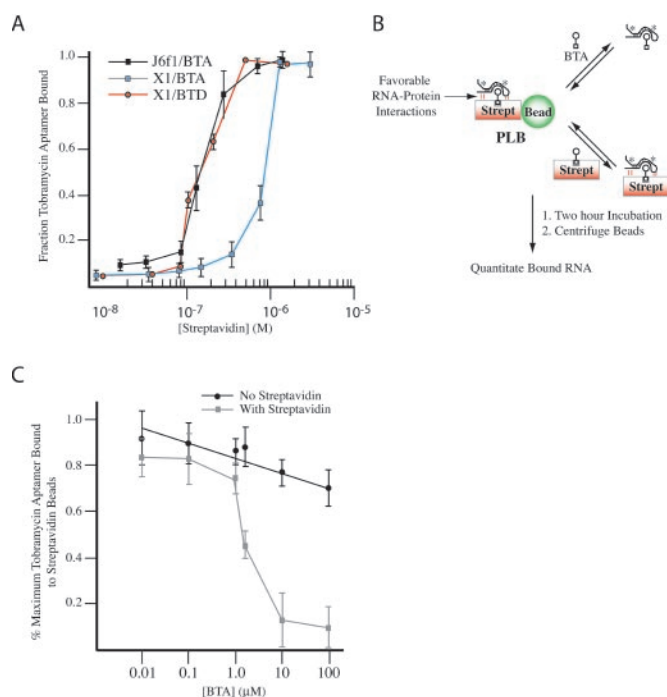 A
J6f1/BTA
X1/BTA
X1/BTD
Fraction Tobramycin Aptamer Bound
1.0
0.8
0.6
0.4
0.2
10-8
10-7
10-6
10-5
[Streptavidin] (M)
B
BTA
Favorable
RNA-Protein
Interactions
Strept
Bead
PLB
Strept
Strept
1. Two hour Incubation
2. Centrifuge Beads
Quantitate Bound RNA
C
No Streptavidin
With Streptavidin
% Maximum Tobramycin Aptamer Bound
to Streptavidin Beads
1.0
0.8
0.6
0.4
0.2
0.01
0.1
1.0
10
100
[BTA] (μM)